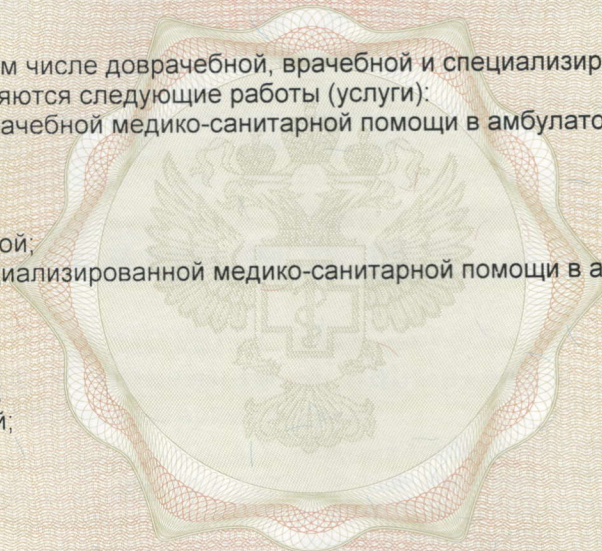 м числе доврачебной, врачебной и специализир
яются следующие работы (услуги):
ачебной медико-санитарной помощи в амбулато
ой;
иализированной медико-санитарной помощи в а
й;